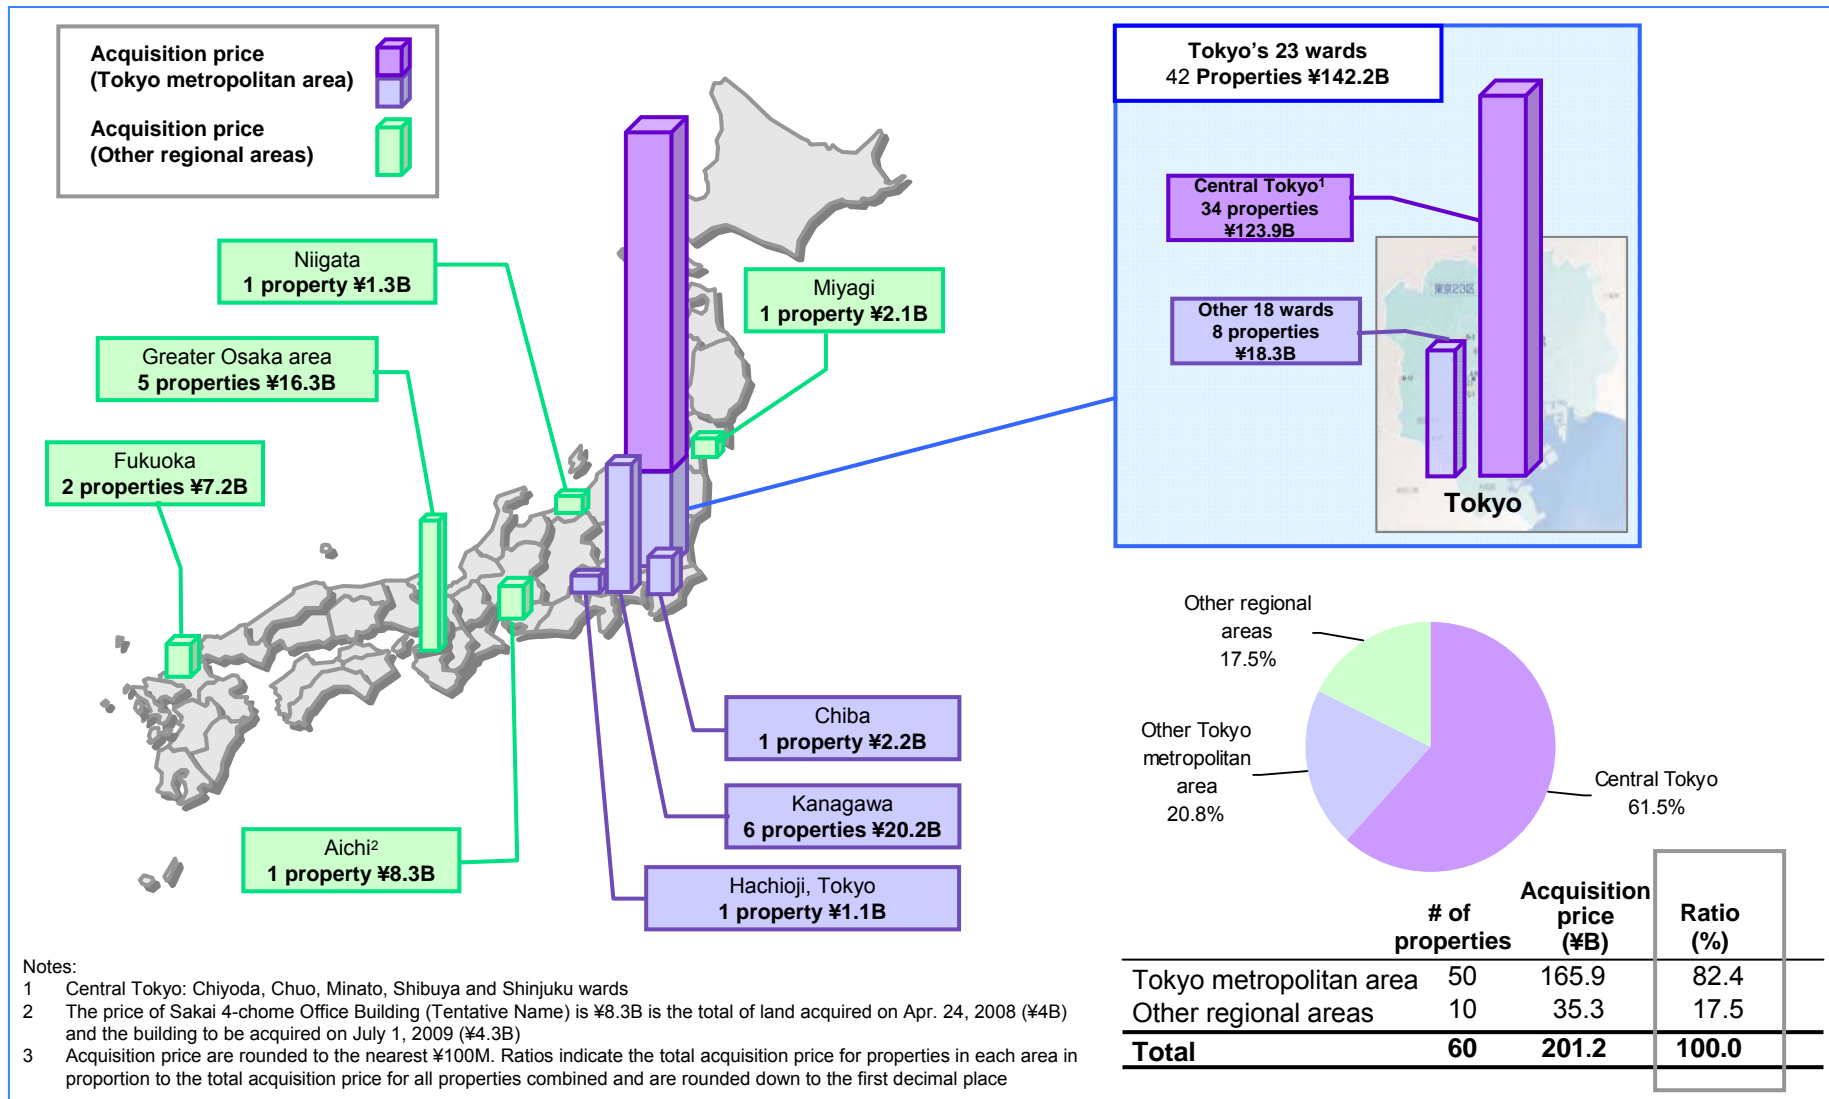 Acquisition price
(Tokyo metropolitan area)
Acquisition price
(Other regional areas)
Tokyo's 23 wards
42 Properties ¥142.2B
Central Tokyo1
34 properties
¥123.9B
Other 18 wards
8 properties
¥18.3B
東京23区
Tokyo
Niigata
1 property ¥1.3B
Miyagi
1 property ¥2.1B
Greater Osaka area
5 properties ¥16.3B
Fukuoka
2 properties ¥7.2B
Chiba
1 property ¥2.2B
Kanagawa
6 properties ¥20.2B
Aichi2
1 property ¥8.3B
Hachioji, Tokyo
1 property ¥1.1B
Other regional
areas
17.5%
Other Tokyo
metropolitan
area
20.8%
Central Tokyo
61.5%
# of properties Acquisition price (¥B) Ratio (%)
Tokyo metropolitan area 50 165.9 82.4
Other regional areas 10 35.3 17.5
Total 60 201.2 100.0
Notes:
1 Central Tokyo: Chiyoda, Chuo, Minato, Shibuya and Shinjuku wards
2 The price of Sakai 4-chome Office Building (Tentative Name) is ¥8.3B is the total of land acquired on Apr. 24, 2008 (¥4B)
and the building to be acquired on July 1, 2009 (¥4.3B)
3 Acquisition price are rounded to the nearest ¥100M. Ratios indicate the total acquisition price for properties in each area in
proportion to the total acquisition price for all properties combined and are rounded down to the first decimal place